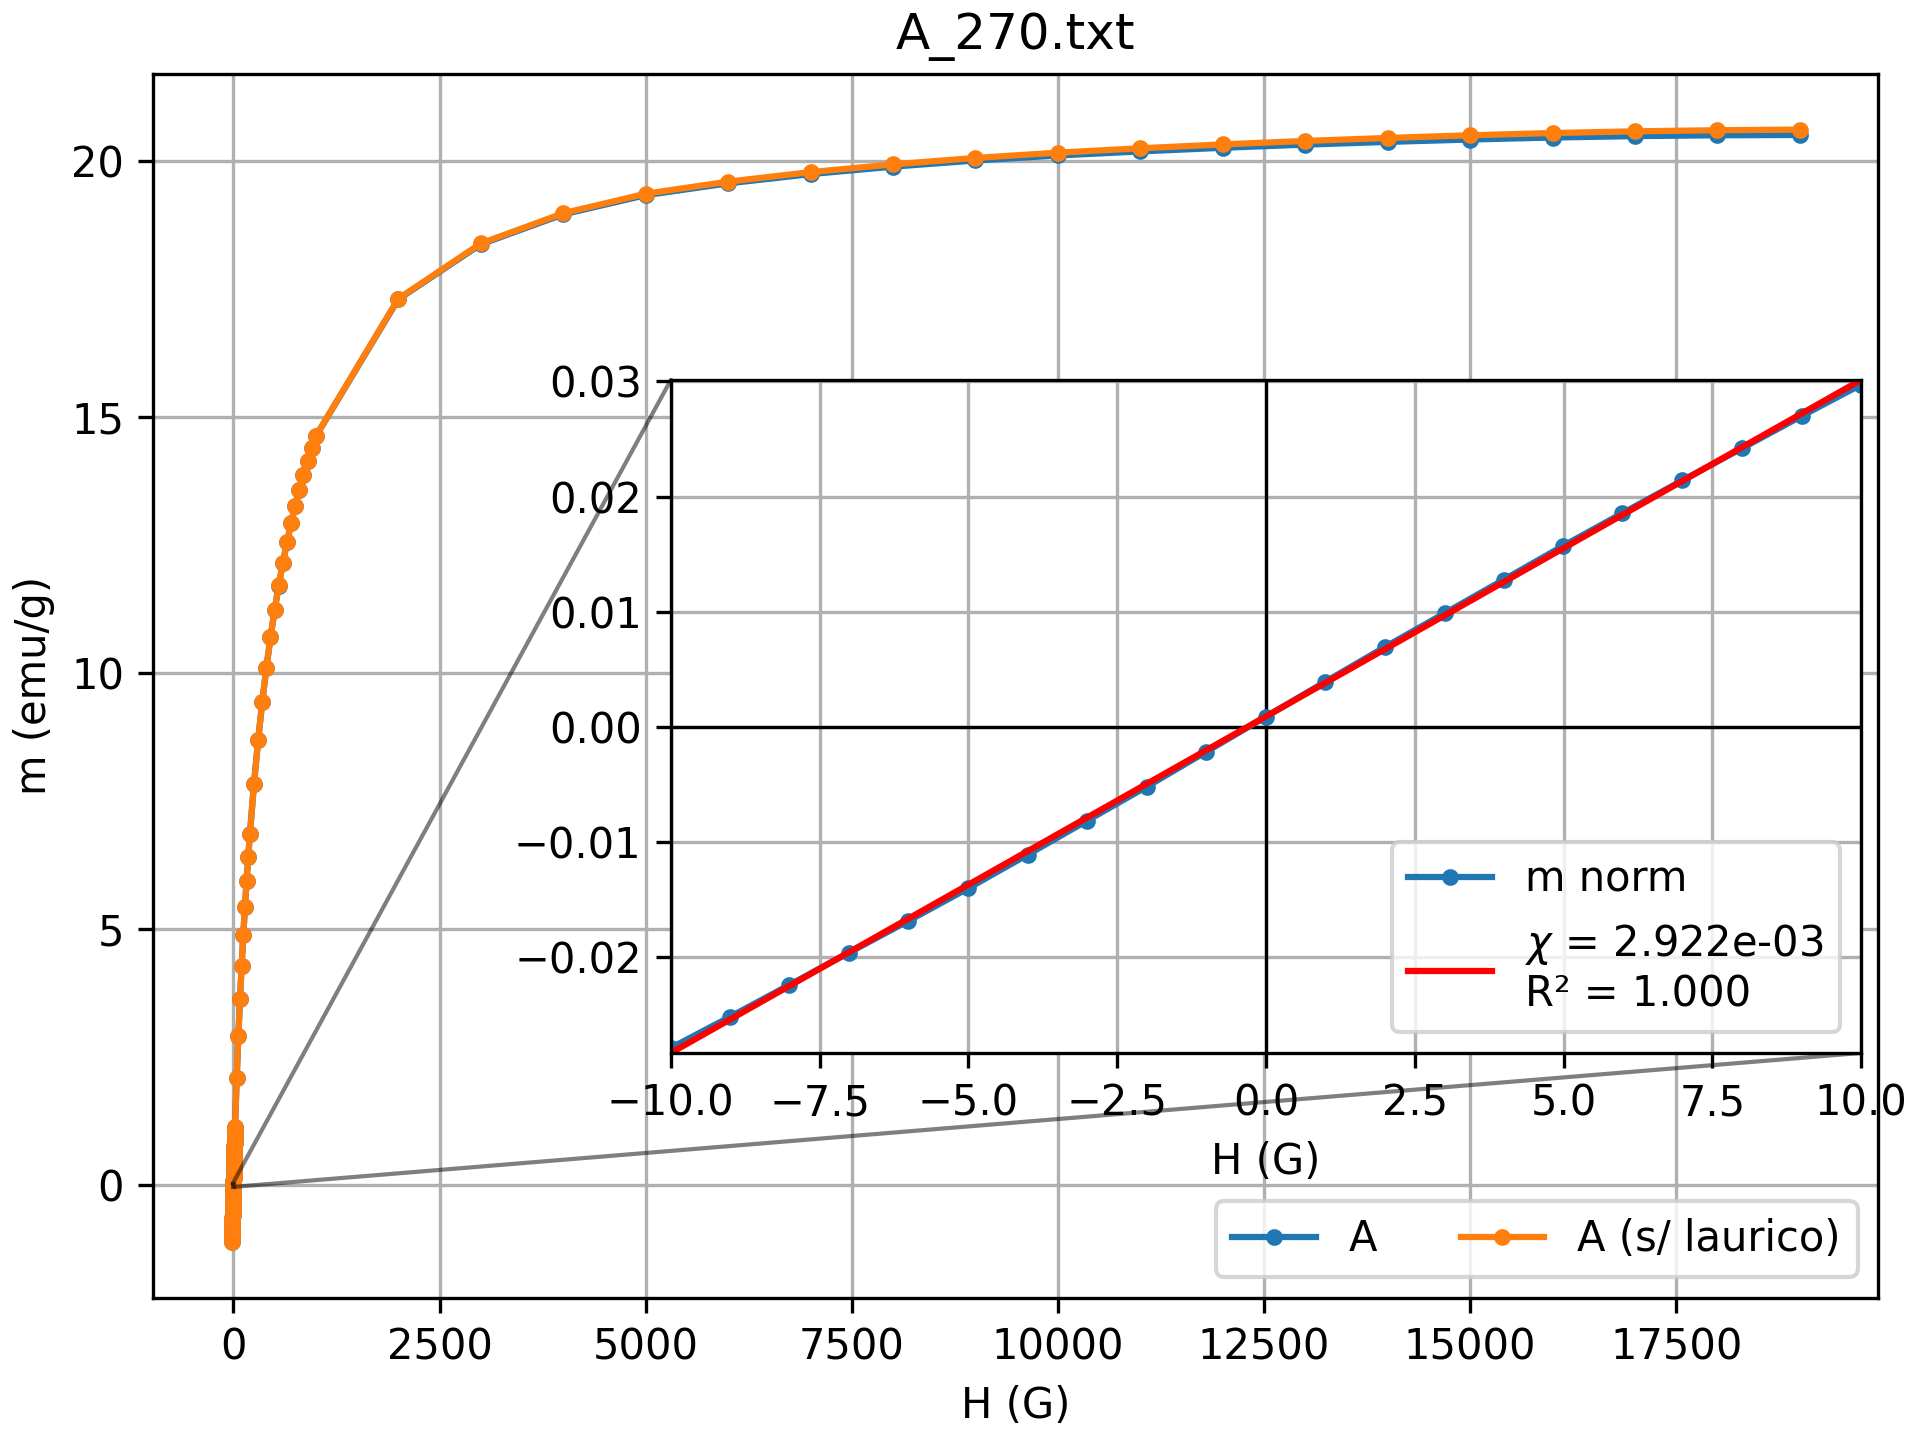 A_270.txt
m (emu/g)
20
15
10
5
0
0.03
0.02
0.01
0.00
−0.01
−0.02
m norm
χ = 2.922e-03
R² = 1.000
−10.0 −7.5 −5.0 −2.5 0.0 2.5 5.0 7.5 10.0
H (G)
A A (s/ laurico)
0 2500 5000 7500 10000 12500 15000 17500
H (G)